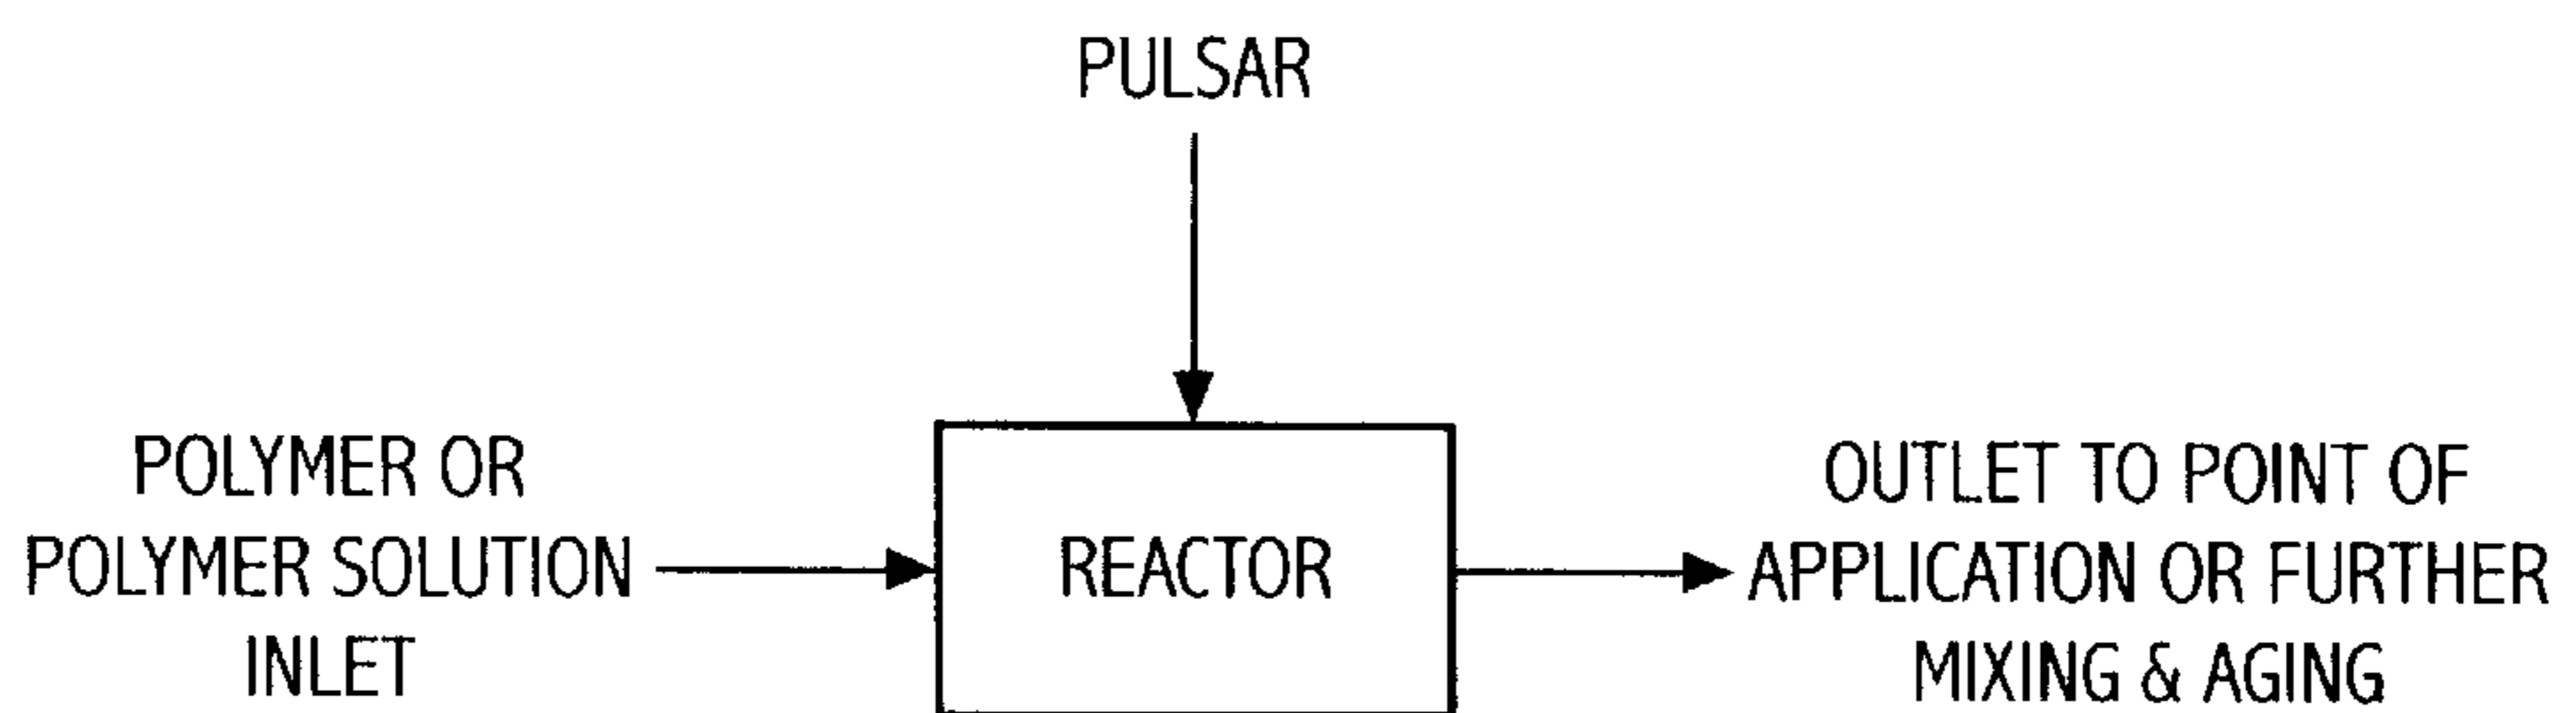 PULSAR
POLYMER OR
POLYMER SOLUTION
INLET
REACTOR
OUTLET TO POINT OF
APPLICATION OR FURTHER
MIXING & AGING